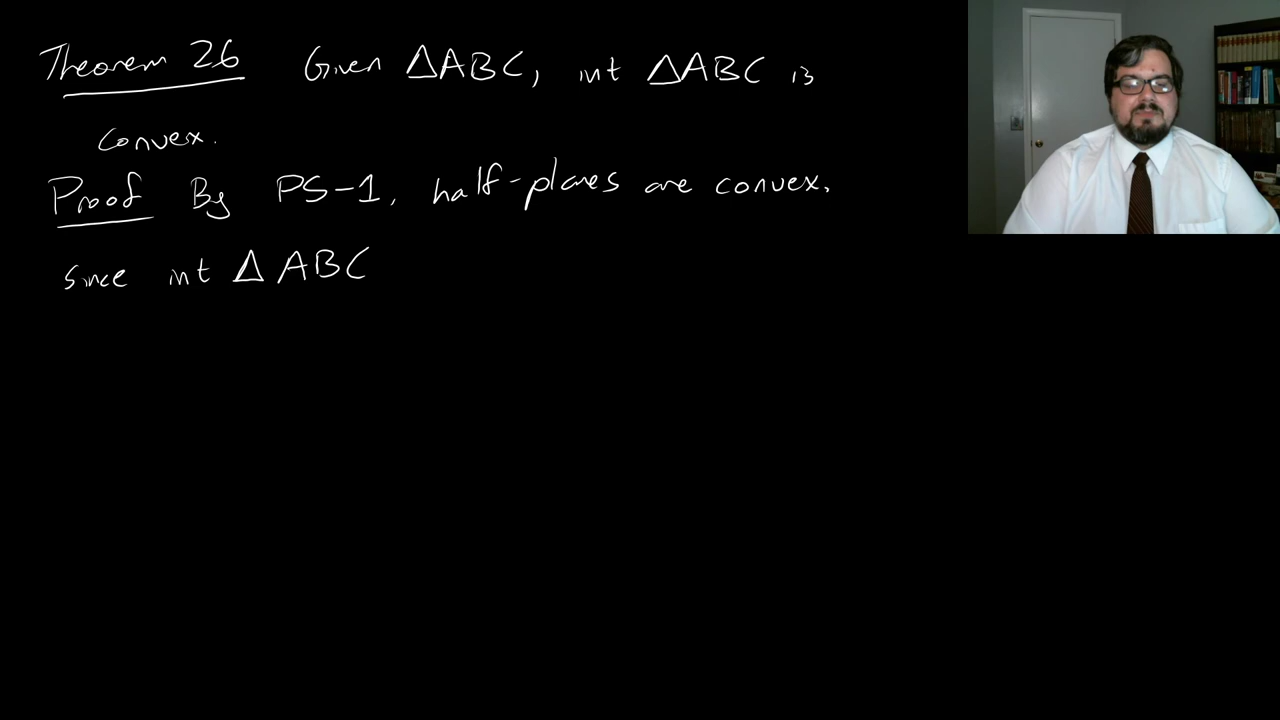 Theorem 26 Given △ABC, int △ABC is
convex.
Proof By PS-1, half-planes are convex.
since int △ABC